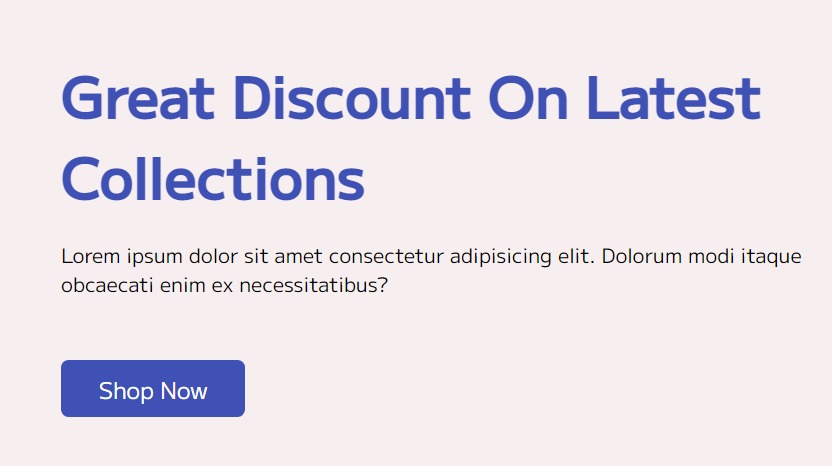 Great Discount On Latest
Collections
Lorem ipsum dolor sit amet consectetur adipisicing elit. Dolorum modi itaque
obcaecati enim ex necessitatibus?
Shop Now